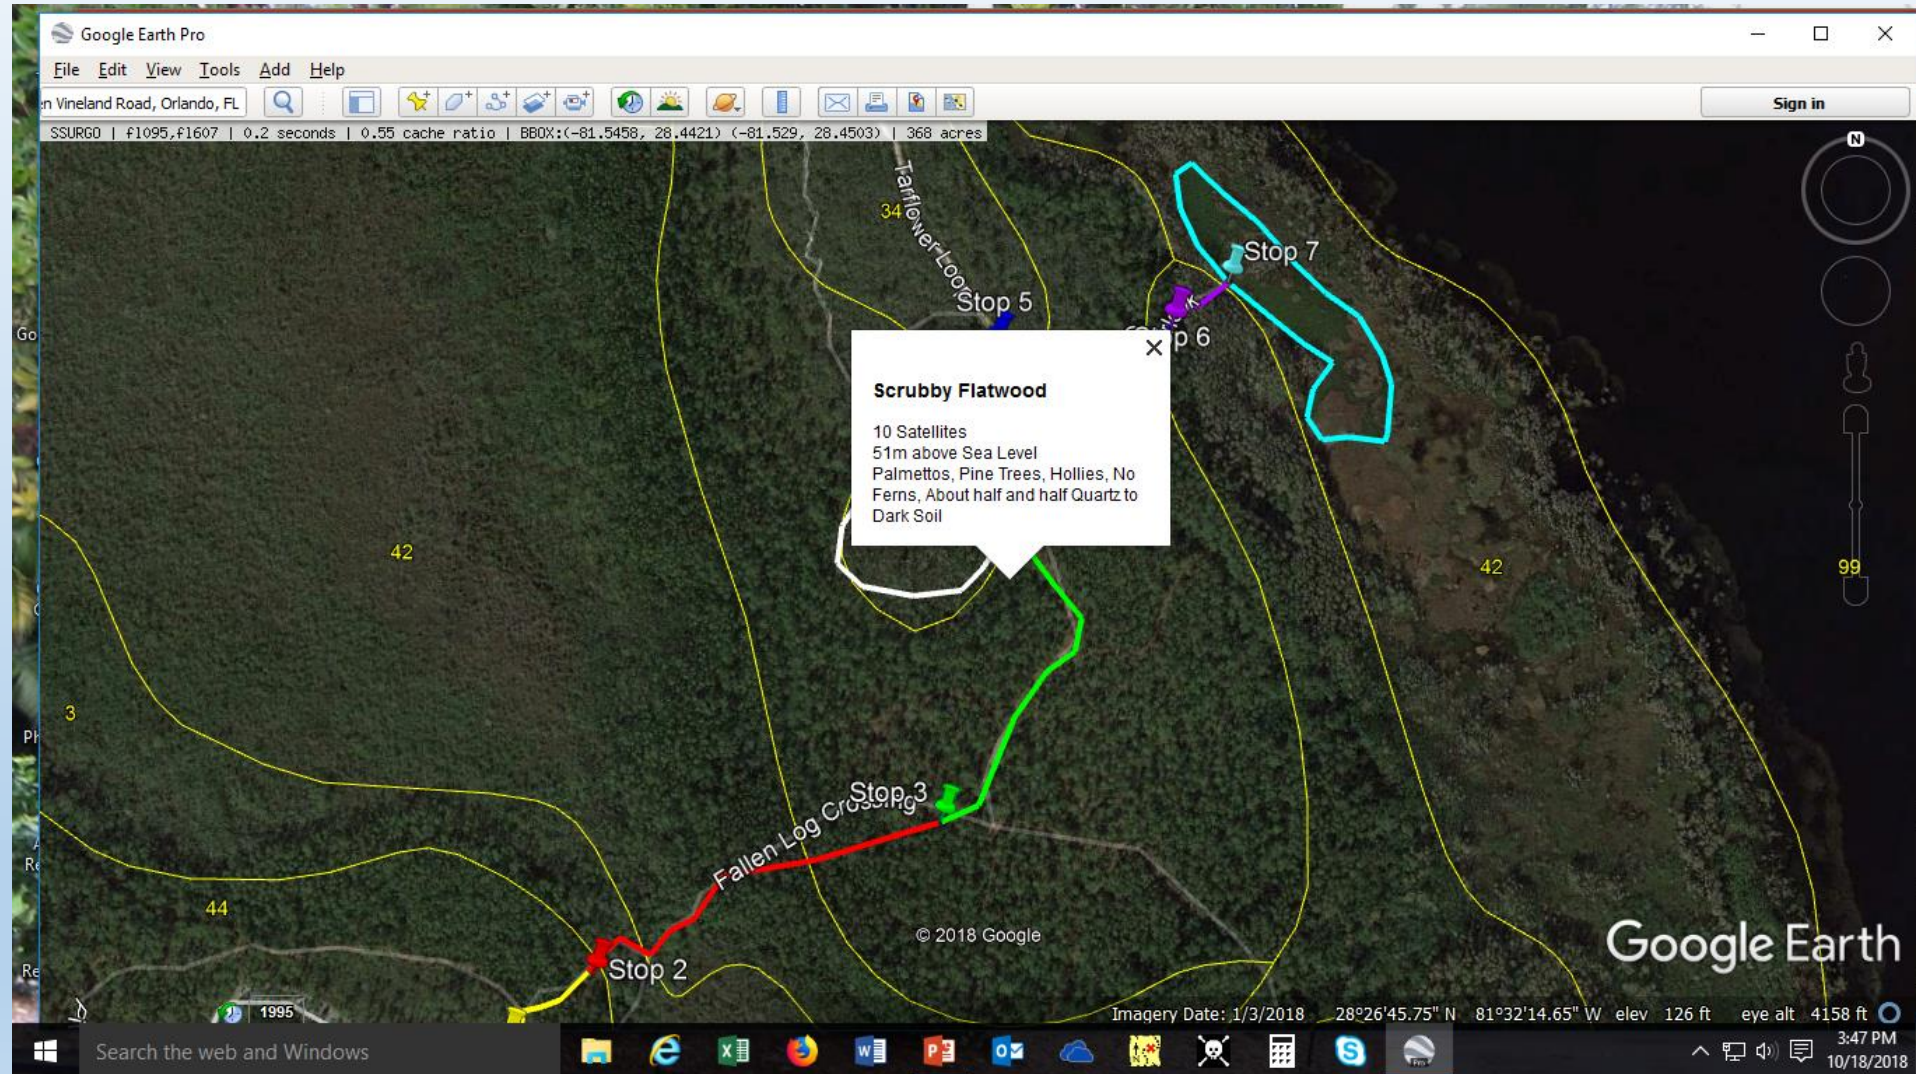 Google Earth Pro
File Edit View Tools Add Help
n Vineland Road, Orlando, FL
Sign in
SSURGO | f1095,f1607 | 0.2 seconds | 0.55 cache ratio | BBOX:(-81.5458, 28.4421) (-81.529, 28.4503) | 368 acres
N
Tarflower Loop
34
Stop 7
Stop 5
p 6
Go
Scrubby Flatwood
10 Satellites
51m above Sea Level
Palmettos, Pine Trees, Hollies, No
Ferns, About half and half Quartz to
Dark Soil
42
42
99
3
Ph
Stop 3
Fallen Log Crossing
Re
44
© 2018 Google
Google Earth
Stop 2
Re
1995
Imagery Date: 1/3/2018 28°26'45.75" N 81°32'14.65" W elev 126 ft eye alt 4158 ft
Search the web and Windows
3:47 PM
10/18/2018